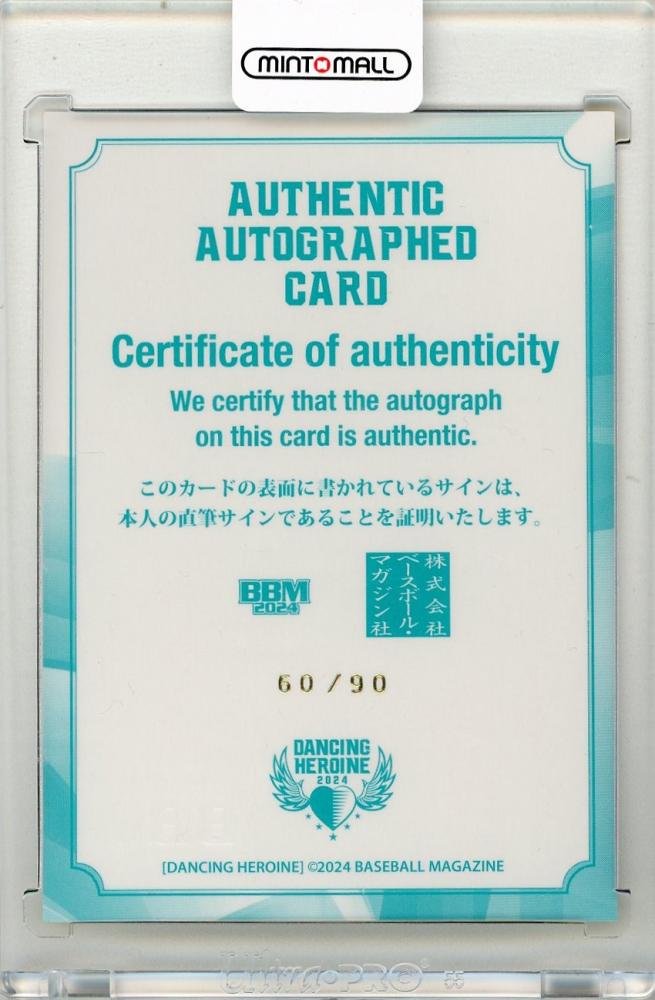 MINTOMALL
AUTHENTIC
AUTOGRAPHED
CARD
Certificate of authenticity
We certify that the autograph
on this card is authentic.
このカードの表面に書かれているサインは、
本人の直筆サインであることを証明いたします。
BBM
2024
株式会社
ベースボール・
マガジン社
60/90
DANCING
HEROINE
2024
[DANCING HEROINE] ©2024 BASEBALL MAGAZINE
Ultra·PRO® 55